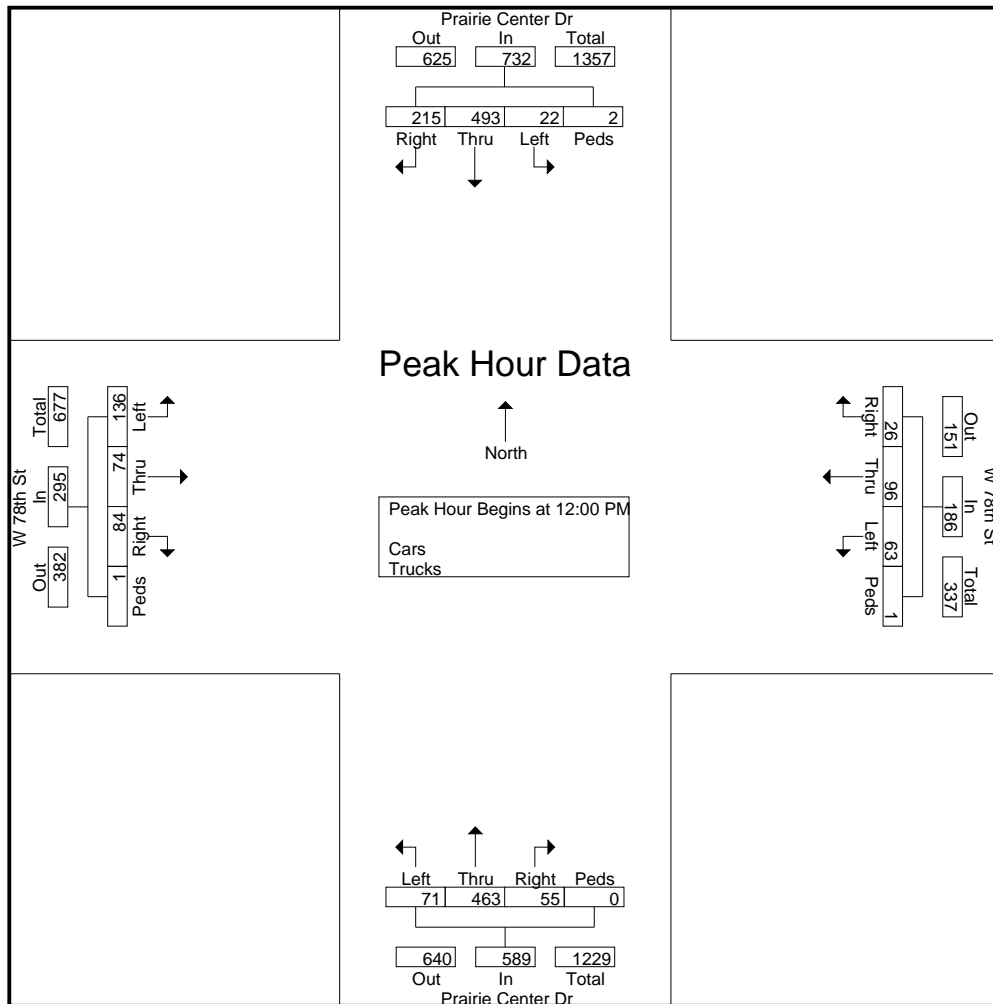 Prairie Center Dr
Out In Total
625 732 1357
215 493 22 2
Right Thru Left Peds
Peak Hour Data
North
Peak Hour Begins at 12:00 PM
Cars
Trucks
W 78th St
Total In Out
677 295 382
136 74 84 1
Left Thru Right Peds
W 78th St
Out In Total
151 186 337
26 96 63 1
Right Thru Left Peds
Left Thru Right Peds
71 463 55 0
640 589 1229
Out In Total
Prairie Center Dr